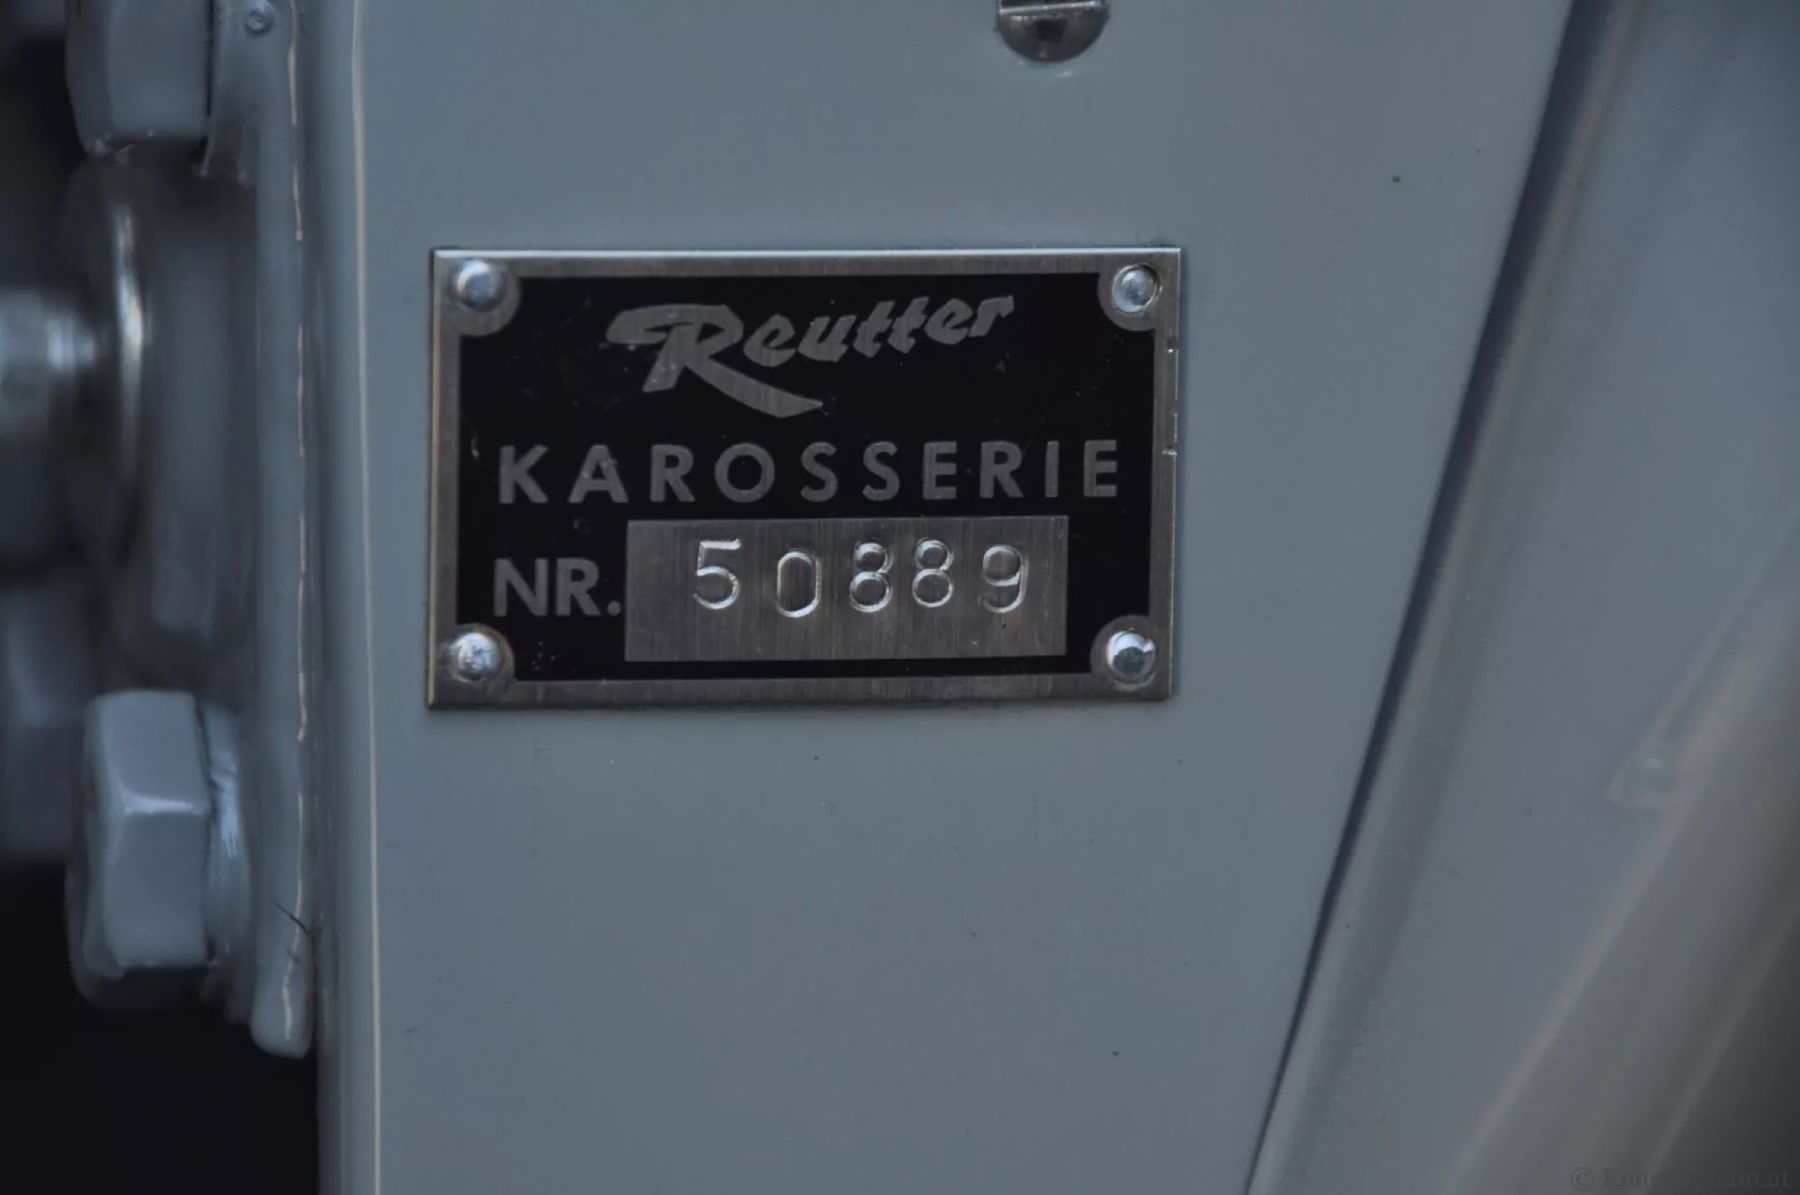 Reutter
KAROSSERIE
NR. 50889